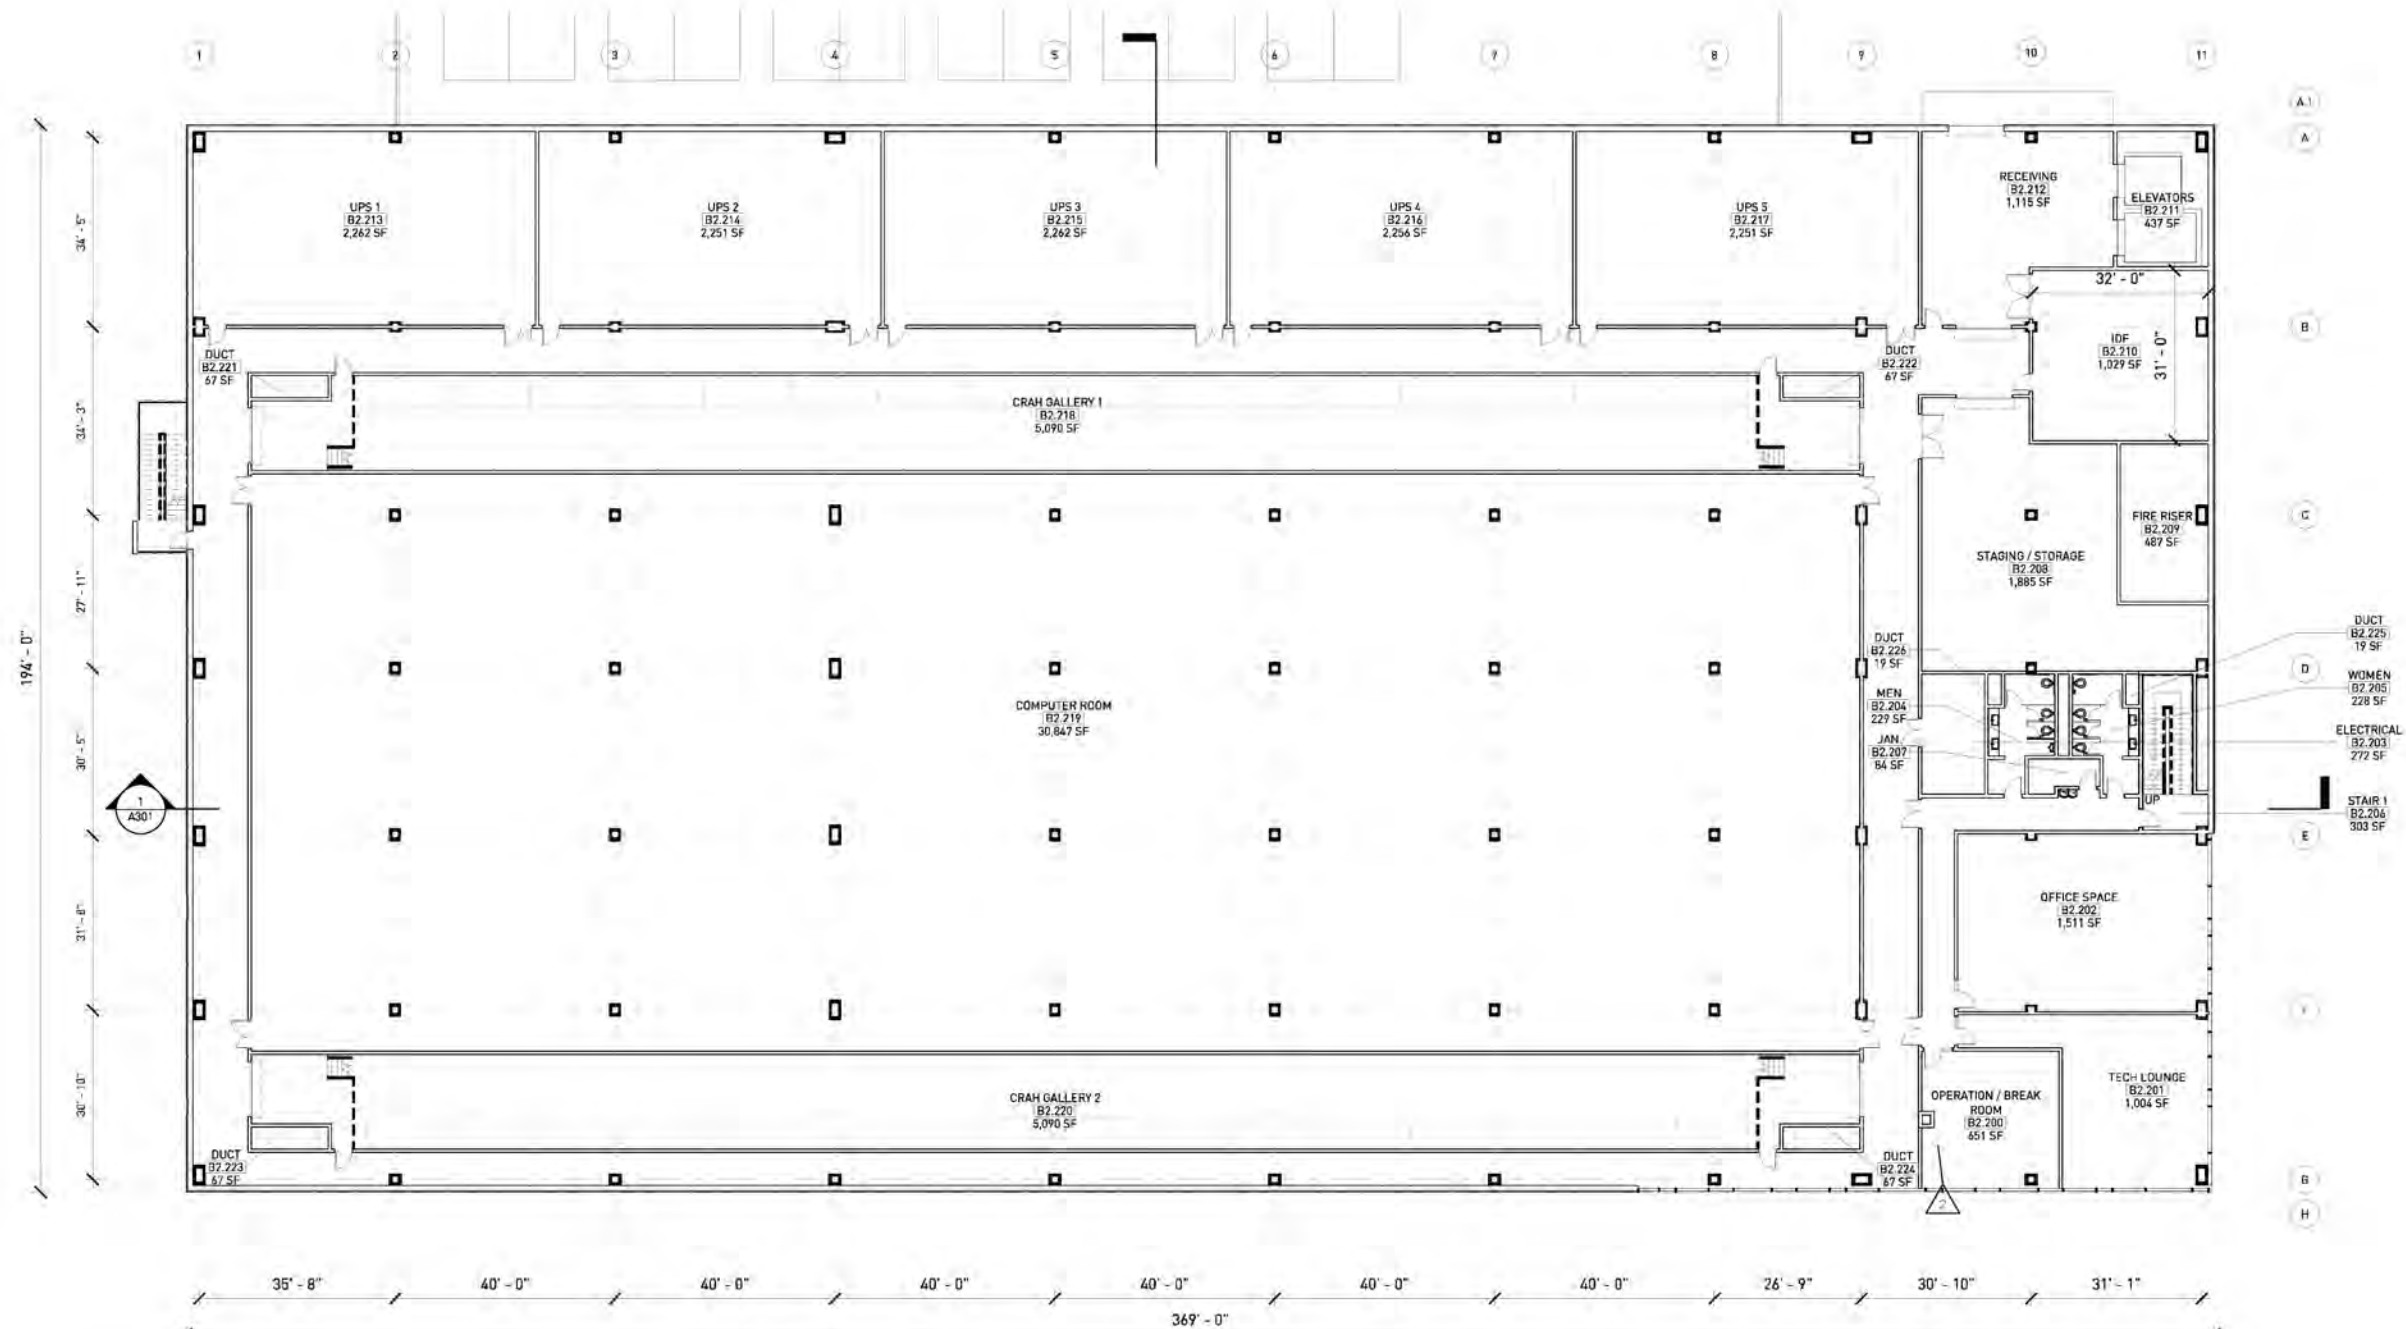 1
2
3
4
5
6
7
8
9
10
11
A.1
A
B
C
D
E
F
G
H
194' - 0"
34' - 5"
34' - 3"
27' - 11"
30' - 5"
31' - 8"
30' - 10"
UPS 1
B2.213
2,262 SF
UPS 2
B2.214
2,251 SF
UPS 3
B2.215
2,262 SF
UPS 4
B2.216
2,256 SF
UPS 5
B2.217
2,251 SF
RECEIVING
B2.212
1,115 SF
ELEVATORS
B2.211
437 SF
32' - 0"
31' - 0"
IDF
B2.210
1,029 SF
DUCT
B2.221
67 SF
DUCT
B2.222
67 SF
CRAH GALLERY 1
B2.218
5,090 SF
FIRE RISER
B2.209
487 SF
STAGING / STORAGE
B2.208
1,885 SF
DUCT
B2.225
19 SF
DUCT
B2.226
19 SF
WOMEN
B2.205
228 SF
MEN
B2.204
229 SF
ELECTRICAL
B2.203
272 SF
JAN
B2.207
84 SF
COMPUTER ROOM
B2.219
30,847 SF
1
A301
UP
STAIR 1
B2.206
303 SF
OFFICE SPACE
B2.202
1,511 SF
TECH LOUNGE
B2.201
1,004 SF
OPERATION / BREAK
ROOM
B2.200
651 SF
CRAH GALLERY 2
B2.220
5,090 SF
DUCT
B2.223
67 SF
DUCT
B2.224
67 SF
2
35' - 8"
40' - 0"
40' - 0"
40' - 0"
40' - 0"
40' - 0"
40' - 0"
26' - 9"
30' - 10"
31' - 1"
369' - 0"